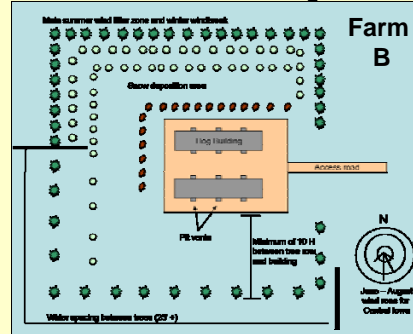 Main summer wind filter zone and winter windbreak
Farm
B
Snow deposition area
Hog Building
Access road
Pit vents
Minimum of 10 H
between tree row
and building
N
June – August
wind rose for
Central Iowa
Wider spacing between trees (25'+)